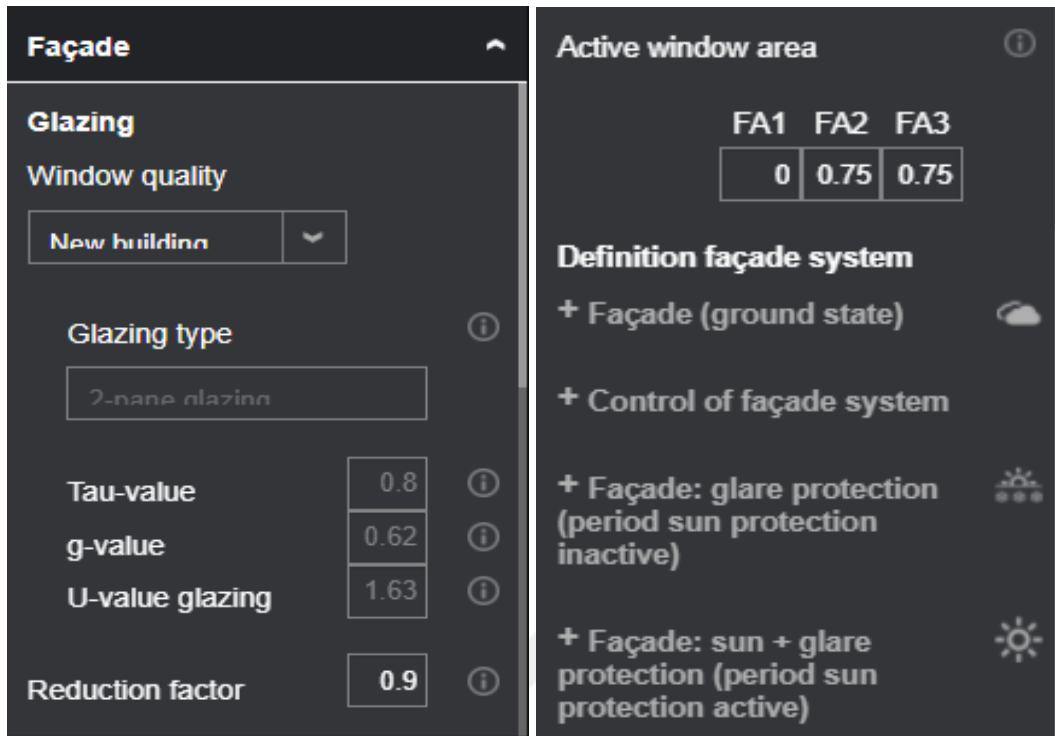 Façade
Glazing
Window quality
New building
Glazing type
2-pane glazing
Tau-value 0.8
g-value 0.62
U-value glazing 1.63
Reduction factor 0.9
Active window area
FA1 FA2 FA3
0 0.75 0.75
Definition façade system
+ Façade (ground state)
+ Control of façade system
+ Façade: glare protection
(period sun protection
inactive)
+ Façade: sun + glare
protection (period sun
protection active)